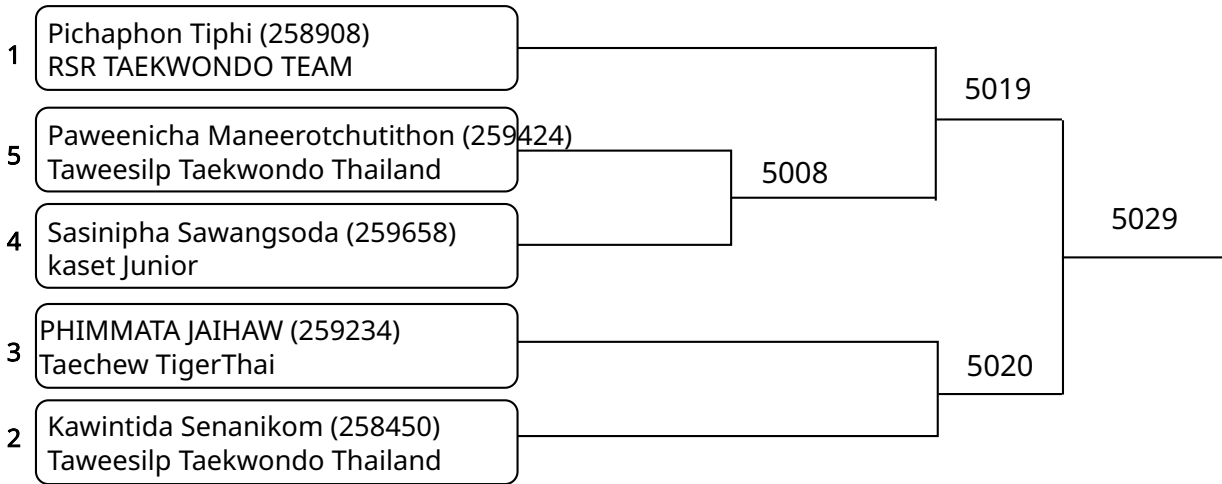 1
Pichaphon Tiphi (258908)
RSR TAEKWONDO TEAM
5019
5
Paweenicha Maneerotchutithon (259424)
Taweesilp Taekwondo Thailand
5008
4
Sasinipha Sawangsoda (259658)
kaset Junior
5029
3
PHIMMATA JAIHAW (259234)
Taechew TigerThai
5020
2
Kawintida Senanikom (258450)
Taweesilp Taekwondo Thailand